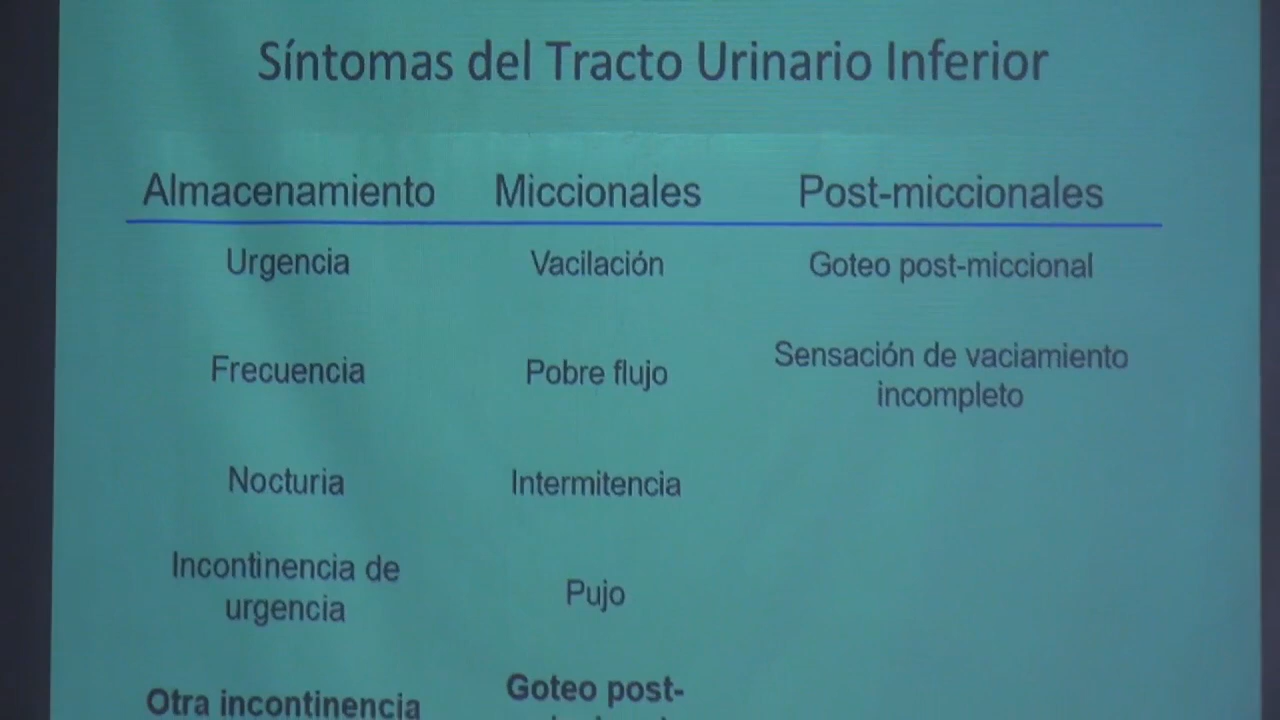 Síntomas del Tracto Urinario Inferior
Almacenamiento Miccionales Post-miccionales
Urgencia Vacilación Goteo post-miccional
Frecuencia Pobre flujo Sensación de vaciamiento
incompleto
Nocturia Intermitencia
Incontinencia de
urgencia
Pujo
Otra incontinencia
Goteo post-